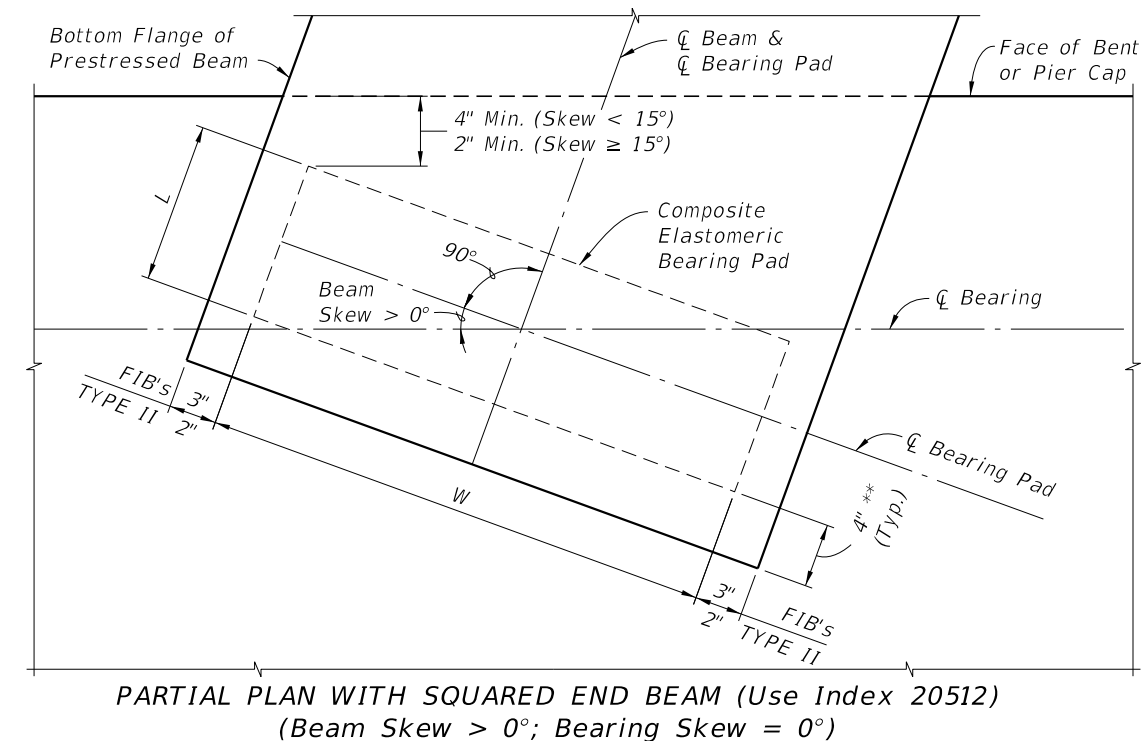 Bottom Flange of
Prestressed Beam
℄ Beam &
℄ Bearing Pad
Face of Bent
or Pier Cap
4" Min. (Skew < 15°)
2" Min. (Skew ≥ 15°)
L
Composite
Elastomeric
Bearing Pad
90°
Beam
Skew > 0°
℄ Bearing
FIB's
TYPE II
3"
2"
W
℄ Bearing Pad
4" **
(Typ.)
3"
2"
FIB's
TYPE II
PARTIAL PLAN WITH SQUARED END BEAM (Use Index 20512)
(Beam Skew > 0°; Bearing Skew = 0°)